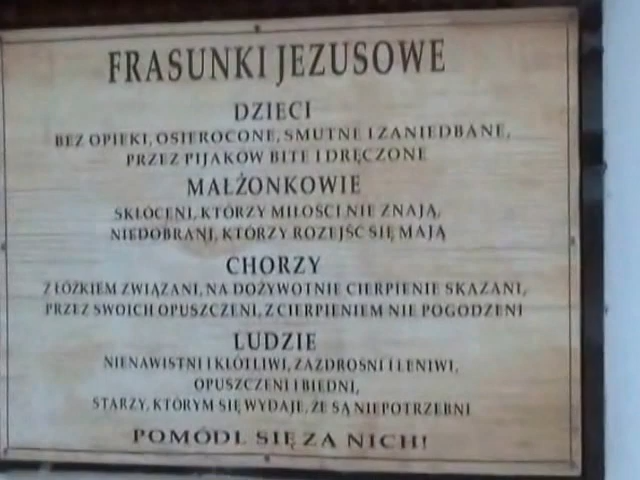 FRASUNKI JEZUSOWE
DZIECI
BEZ OPIEKI, OSIEROCONE, SMUTNE I ZANIEDBANE,
PRZEZ PIJAKÓW BITE I DRĘCZONE
MAŁŻONKOWIE
SKŁÓCENI, KTÓRZY MIŁOŚCI NIE ZNAJĄ,
NIEDOBRANI, KTÓRZY ROZEJŚĆ SIĘ MAJĄ
CHORZY
Z ŁÓŻKIEM ZWIĄZANI, NA DOŻYWOTNIE CIERPIENIE SKAZANI,
PRZEZ SWOICH OPUSZCZENI, Z CIERPIENIEM NIE POGODZENI
LUDZIE
NIENAWISTNI I KŁÓTLIWI, ZAZDROŚNI I LENIWI,
OPUSZCZENI I BIEDNI,
STARZY, KTÓRYM SIĘ WYDAJE, ŻE SĄ NIEPOTRZEBNI
POMÓDL SIĘ ZA NICH!